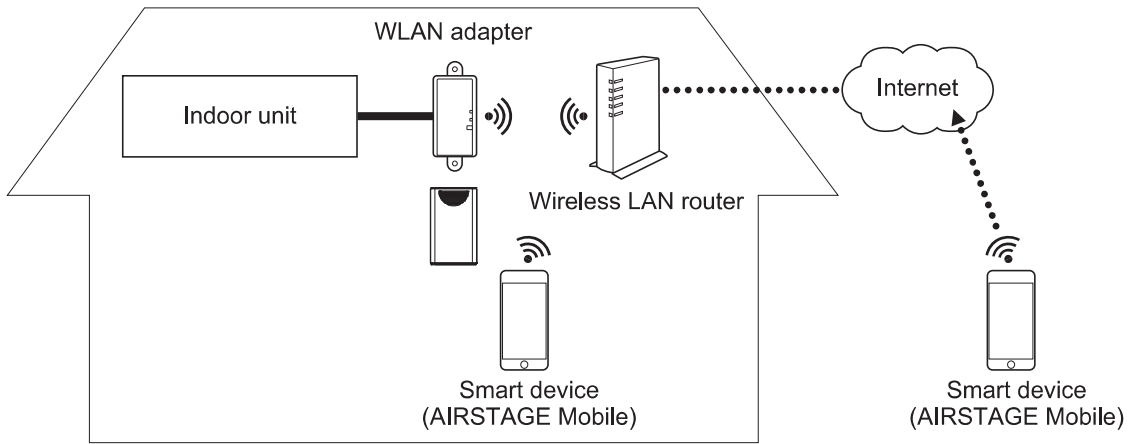 WLAN adapter
Indoor unit
Internet
Wireless LAN router
Smart device
(AIRSTAGE Mobile)
Smart device
(AIRSTAGE Mobile)